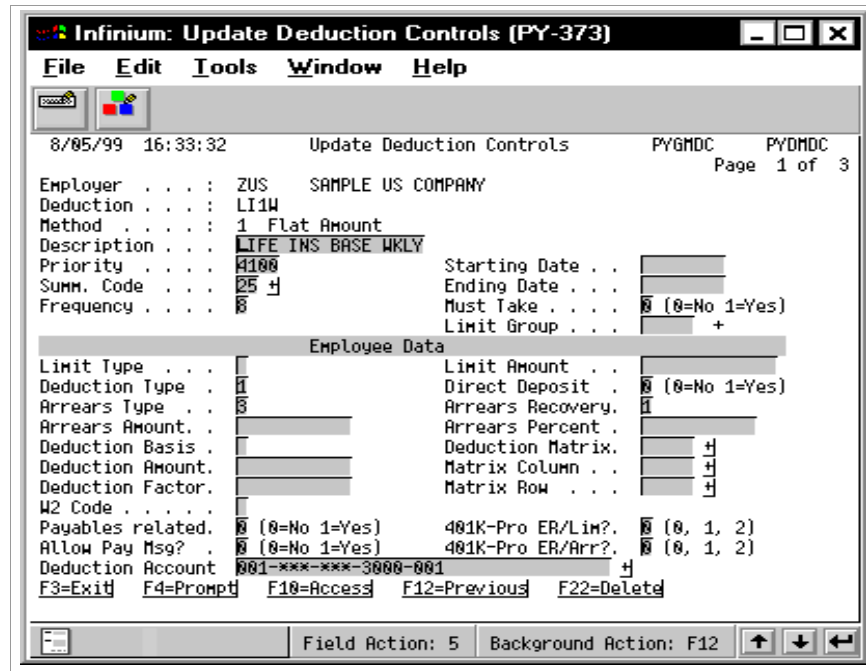 Infinium: Update Deduction Controls (PY-373)
File Edit Tools Window Help
8/05/99 16:33:32 Update Deduction Controls PYGMDC PYDMDC
Page 1 of 3
Employer . . . : ZUS SAMPLE US COMPANY
Deduction . . . : LI1W
Method . . . . : 1 Flat Amount
Description . . . LIFE INS BASE WKLY
Priority . . . . 4100 Starting Date . .
Summ. Code . . . 25 + Ending Date . . .
Frequency . . . . 8 Must Take . . . . 0 (0=No 1=Yes)
Limit Group . . . +
Employee Data
Limit Type . . . Limit Amount . .
Deduction Type . 1 Direct Deposit . 0 (0=No 1=Yes)
Arrears Type . . 3 Arrears Recovery. 1
Arrears Amount. . Arrears Percent .
Deduction Basis . Deduction Matrix. +
Deduction Amount. Matrix Column . . +
Deduction Factor. Matrix Row . . . +
W2 Code . . . . .
Payables related. 0 (0=No 1=Yes) 401K-Pro ER/Lim?. 0 (0, 1, 2)
Allow Pay Msg? . 0 (0=No 1=Yes) 401K-Pro ER/Arr?. 0 (0, 1, 2)
Deduction Account 001-***-***-3000-001 +
F3=Exit F4=Prompt F10=Access F12=Previous F22=Delete
Field Action: 5 Background Action: F12